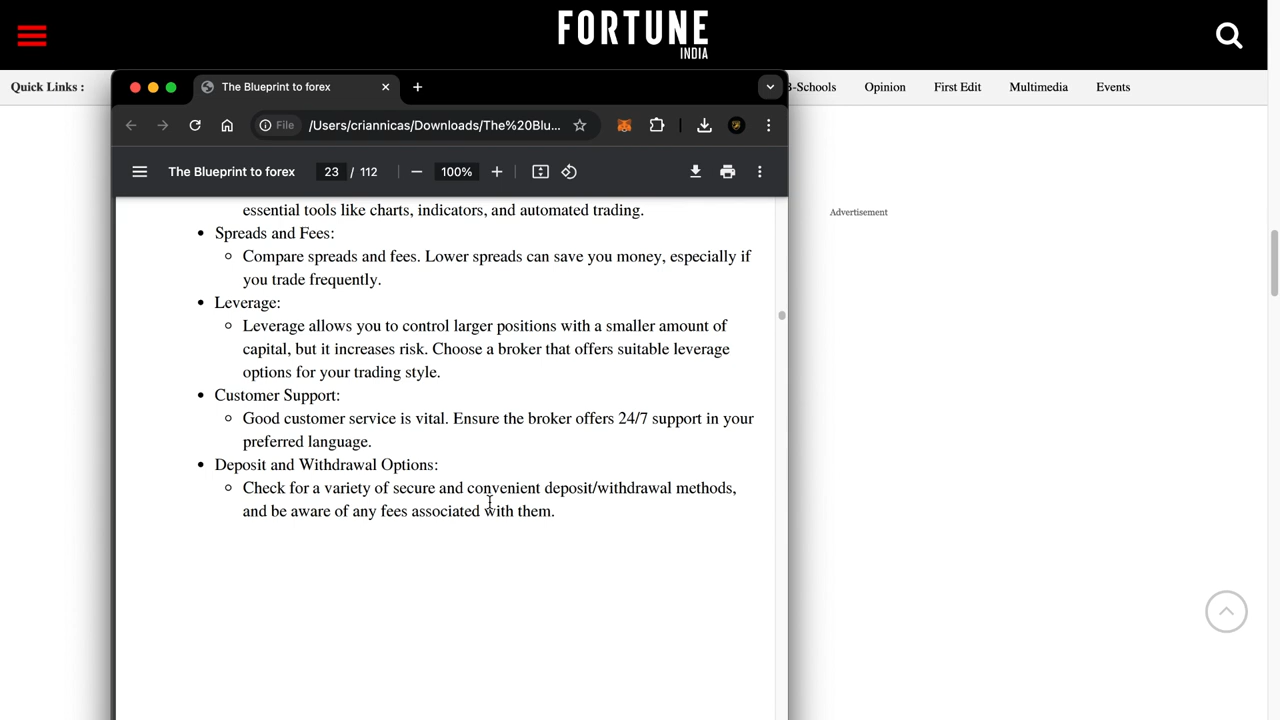 FORTUNE
INDIA
Quick Links :
B-Schools
Opinion
First Edit
Multimedia
Events
The Blueprint to forex
File
/Users/criannicas/Downloads/The%20Blu...
The Blueprint to forex
23 / 112
100%
essential tools like charts, indicators, and automated trading.
• Spreads and Fees:
Compare spreads and fees. Lower spreads can save you money, especially if
you trade frequently.
• Leverage:
Leverage allows you to control larger positions with a smaller amount of
capital, but it increases risk. Choose a broker that offers suitable leverage
options for your trading style.
• Customer Support:
Good customer service is vital. Ensure the broker offers 24/7 support in your
preferred language.
• Deposit and Withdrawal Options:
Check for a variety of secure and convenient deposit/withdrawal methods,
and be aware of any fees associated with them.
Advertisement